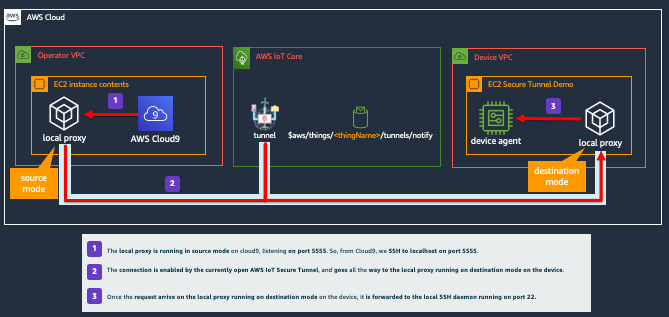 aws
AWS Cloud
Operator VPC
EC2 instance contents
1
9
local proxy
AWS Cloud9
source
mode
AWS IoT Core
tunnel
$aws/things/<thingName>/tunnels/notify
Device VPC
EC2 Secure Tunnel Demo
3
device agent
local proxy
destination
mode
2
1 The local proxy is running in source mode on cloud9, listening on port 5555. So, from Cloud9, we SSH to localhost on port 5555.
2 The connection is enabled by the currently open AWS IoT Secure Tunnel, and goes all the way to the local proxy running on destination mode on the device.
3 Once the request arrive on the local proxy running on destination mode on the device, it is forwarded to the local SSH daemon running on port 22.